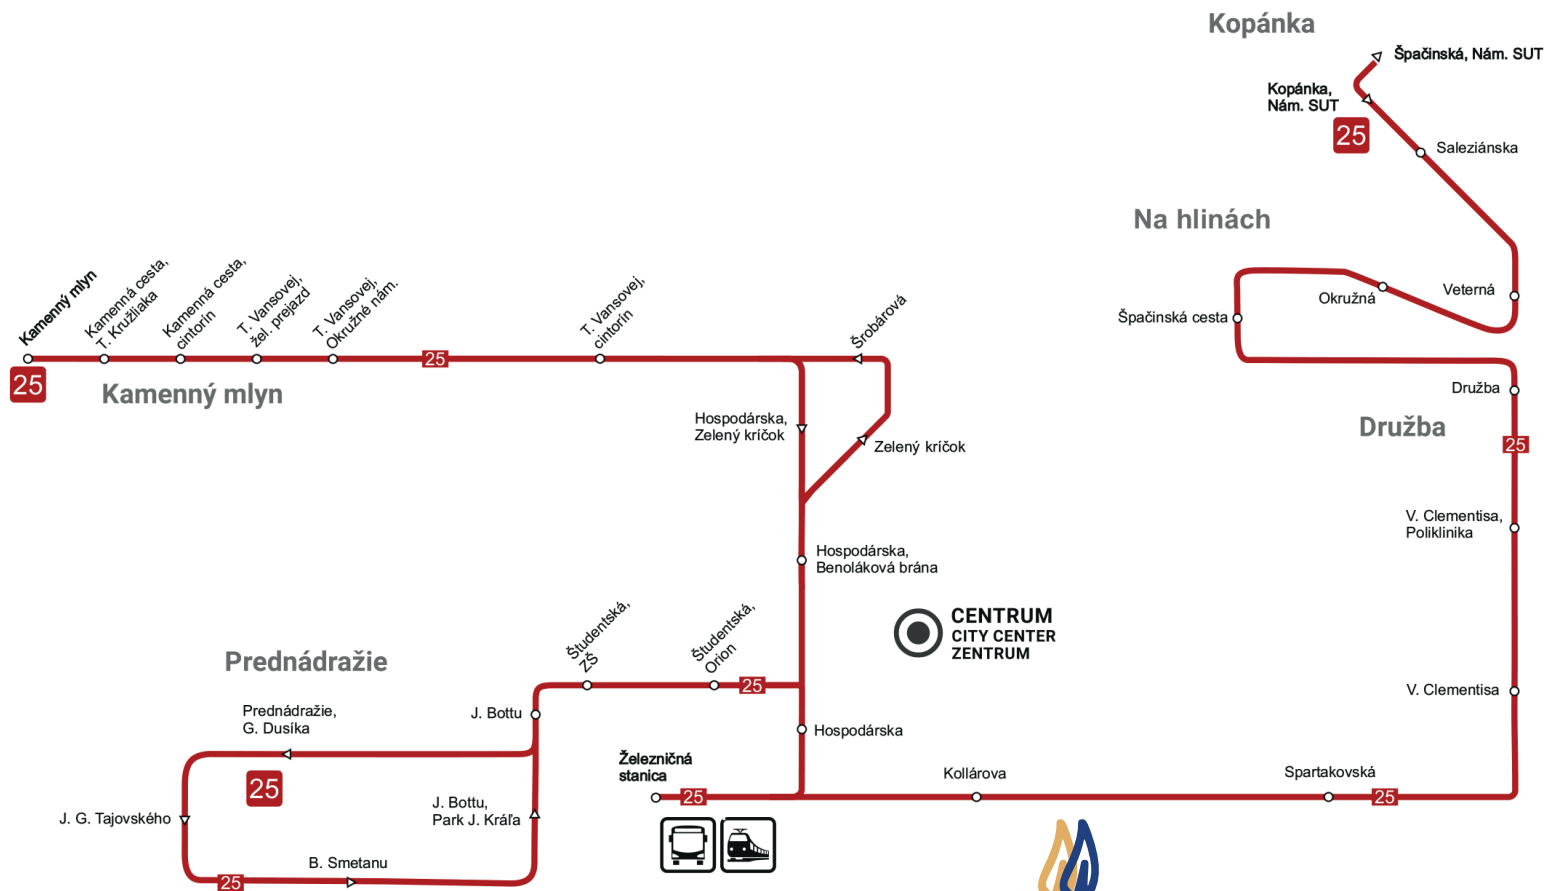 Kopánka
Špačinská, Nám. SUT
Kopánka,
Nám. SUT
25
Saleziánska
Na hlinách
Veterná
Okružná
Špačinská cesta
Družba
Družba
25
V. Clementisa,
Poliklinika
V. Clementisa
Spartakovská
25
Kollárova
Kamenný mlyn
Kamenná cesta,
T. Kružliaka
Kamenná cesta,
cintorín
T. Vansovej,
žel. prejazd
T. Vansovej,
Okružné nám.
25
T. Vansovej,
cintorín
Šrobárová
25
Kamenný mlyn
Hospodárska,
Zelený kríčok
Zelený kríčok
Hospodárska,
Benoláková brána
CENTRUM
CITY CENTER
ZENTRUM
Študentská,
ZŠ
Študentská,
Orion
25
Prednádražie
J. Bottu
Hospodárska
Prednádražie,
G. Dusíka
25
Železničná
stanica
25
J. Bottu,
Park J. Kráľa
J. G. Tajovského
B. Smetanu
25